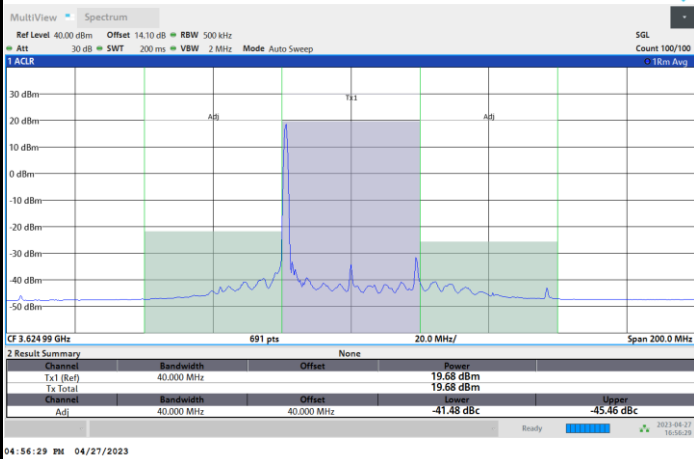 MultiView Spectrum
Ref Level 40.00 dBm Offset 14.10 dB RBW 500 kHz SGL
Att 30 dB SWT 200 ms VBW 2 MHz Mode Auto Sweep Count 100/100
1 ACLR 1Rm Avg
30 dBm
Tx1
20 dBm Adj Adj
10 dBm
0 dBm
-10 dBm
-20 dBm
-30 dBm
-40 dBm
-50 dBm
CF 3.624 99 GHz 691 pts 20.0 MHz/ Span 200.0 MHz
2 Result Summary None
Channel Bandwidth Offset Power
Tx1 (Ref) 40.000 MHz 19.68 dBm
Tx Total 19.68 dBm
Channel Bandwidth Offset Lower Upper
Adj 40.000 MHz 40.000 MHz -41.48 dBc -45.46 dBc
Ready 2023-04-27
16:56:29
04:56:29 PM 04/27/2023